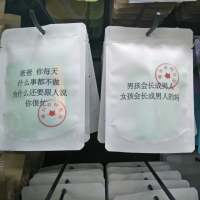 爸爸 你每天
什么事都不做
为什么还要跟人说
你很忙
男孩会长成男人
女孩会长成男人的妈